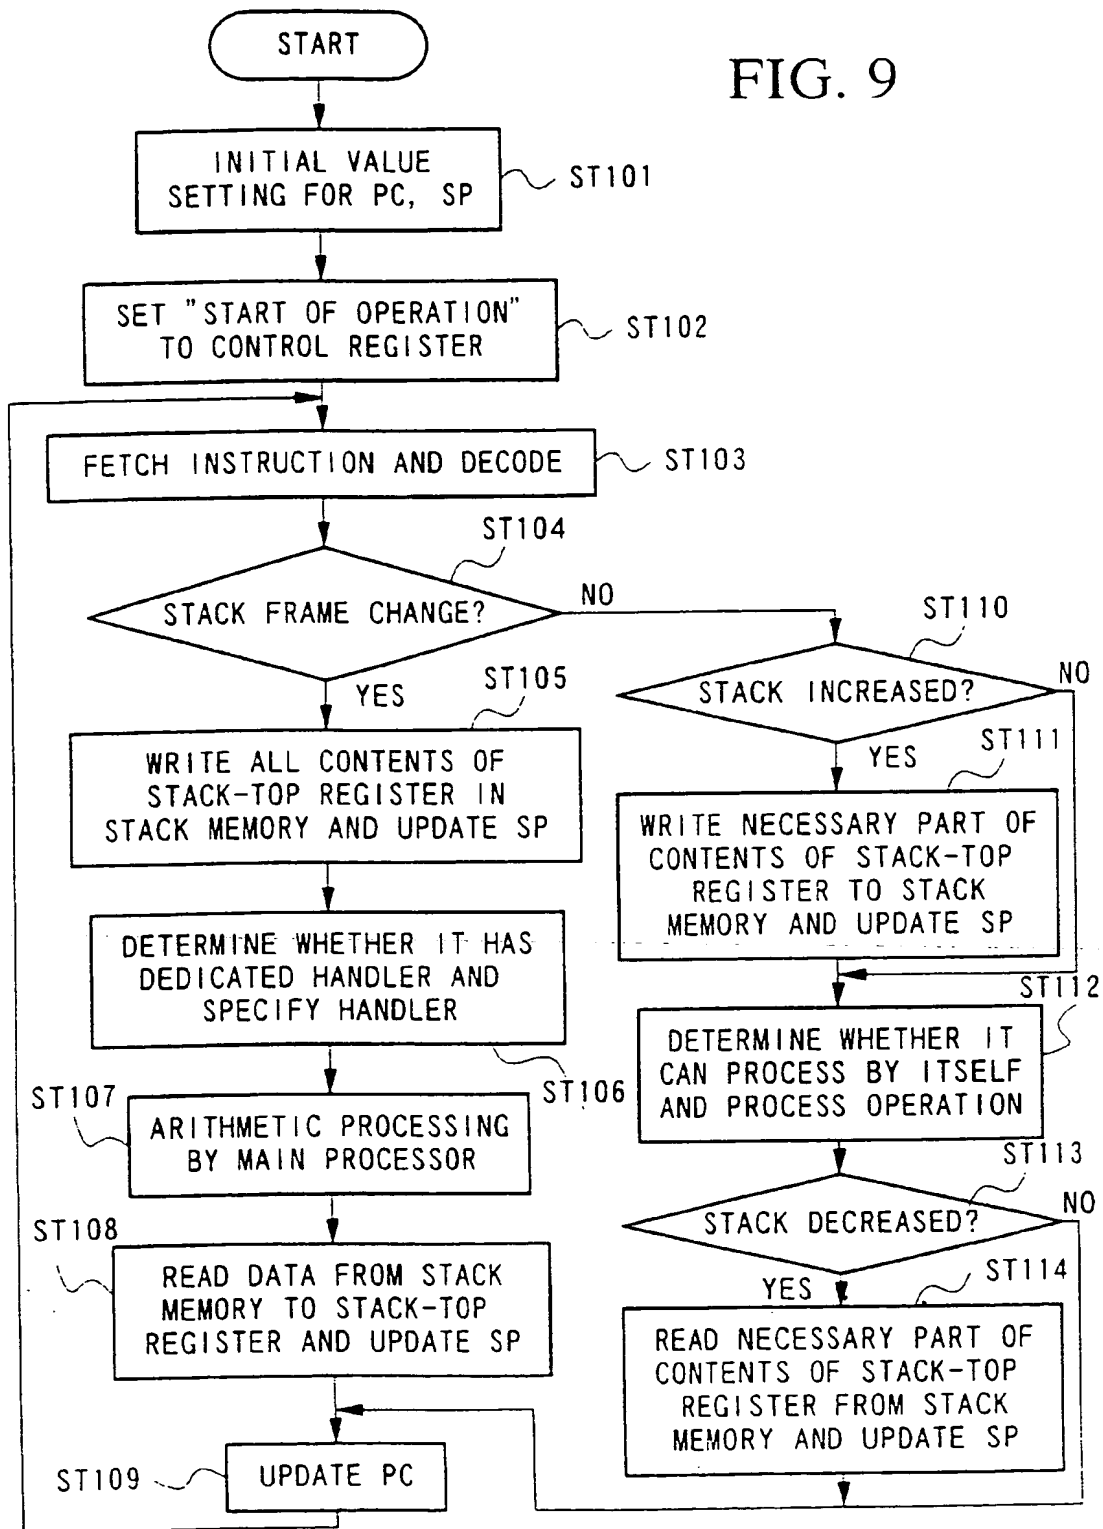 START
FIG. 9
INITIAL VALUE
SETTING FOR PC, SP
ST101
SET "START OF OPERATION"
TO CONTROL REGISTER
ST102
FETCH INSTRUCTION AND DECODE
ST103
ST104
STACK FRAME CHANGE?
NO
YES
ST105
WRITE ALL CONTENTS OF
STACK-TOP REGISTER IN
STACK MEMORY AND UPDATE SP
DETERMINE WHETHER IT HAS
DEDICATED HANDLER AND
SPECIFY HANDLER
ST106
ST107
ARITHMETIC PROCESSING
BY MAIN PROCESSOR
ST108
READ DATA FROM STACK
MEMORY TO STACK-TOP
REGISTER AND UPDATE SP
ST109
UPDATE PC
ST110
STACK INCREASED?
NO
YES
ST111
WRITE NECESSARY PART OF
CONTENTS OF STACK-TOP
REGISTER TO STACK
MEMORY AND UPDATE SP
ST112
DETERMINE WHETHER IT
CAN PROCESS BY ITSELF
AND PROCESS OPERATION
ST113
STACK DECREASED?
NO
YES
ST114
READ NECESSARY PART OF
CONTENTS OF STACK-TOP
REGISTER FROM STACK
MEMORY AND UPDATE SP